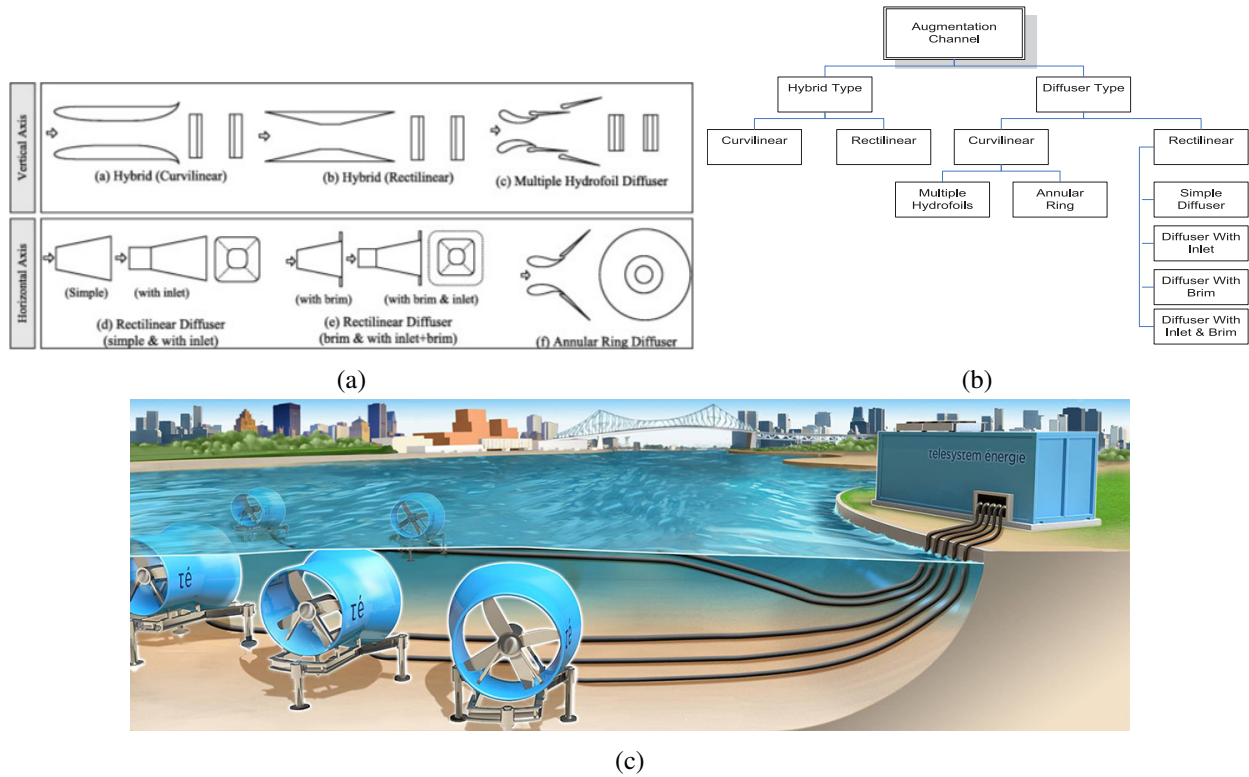 Vertical Axis
(a) Hybrid (Curvilinear)
(b) Hybrid (Rectilinear)
(c) Multiple Hydrofoil Diffuser
Horizontal Axis
(Simple)
(with inlet)
(d) Rectilinear Diffuser
(simple & with inlet)
(with brim)
(with brim & inlet)
(e) Rectilinear Diffuser
(brim & with inlet+brim)
(f) Annular Ring Diffuser
(a)
Augmentation
Channel
Hybrid Type
Diffuser Type
Curvilinear
Rectilinear
Curvilinear
Rectilinear
Multiple
Hydrofoils
Annular
Ring
Simple
Diffuser
Diffuser With
Inlet
Diffuser With
Brim
Diffuser With
Inlet & Brim
(b)
telesystem énergie
τé
τé
τé
(c)